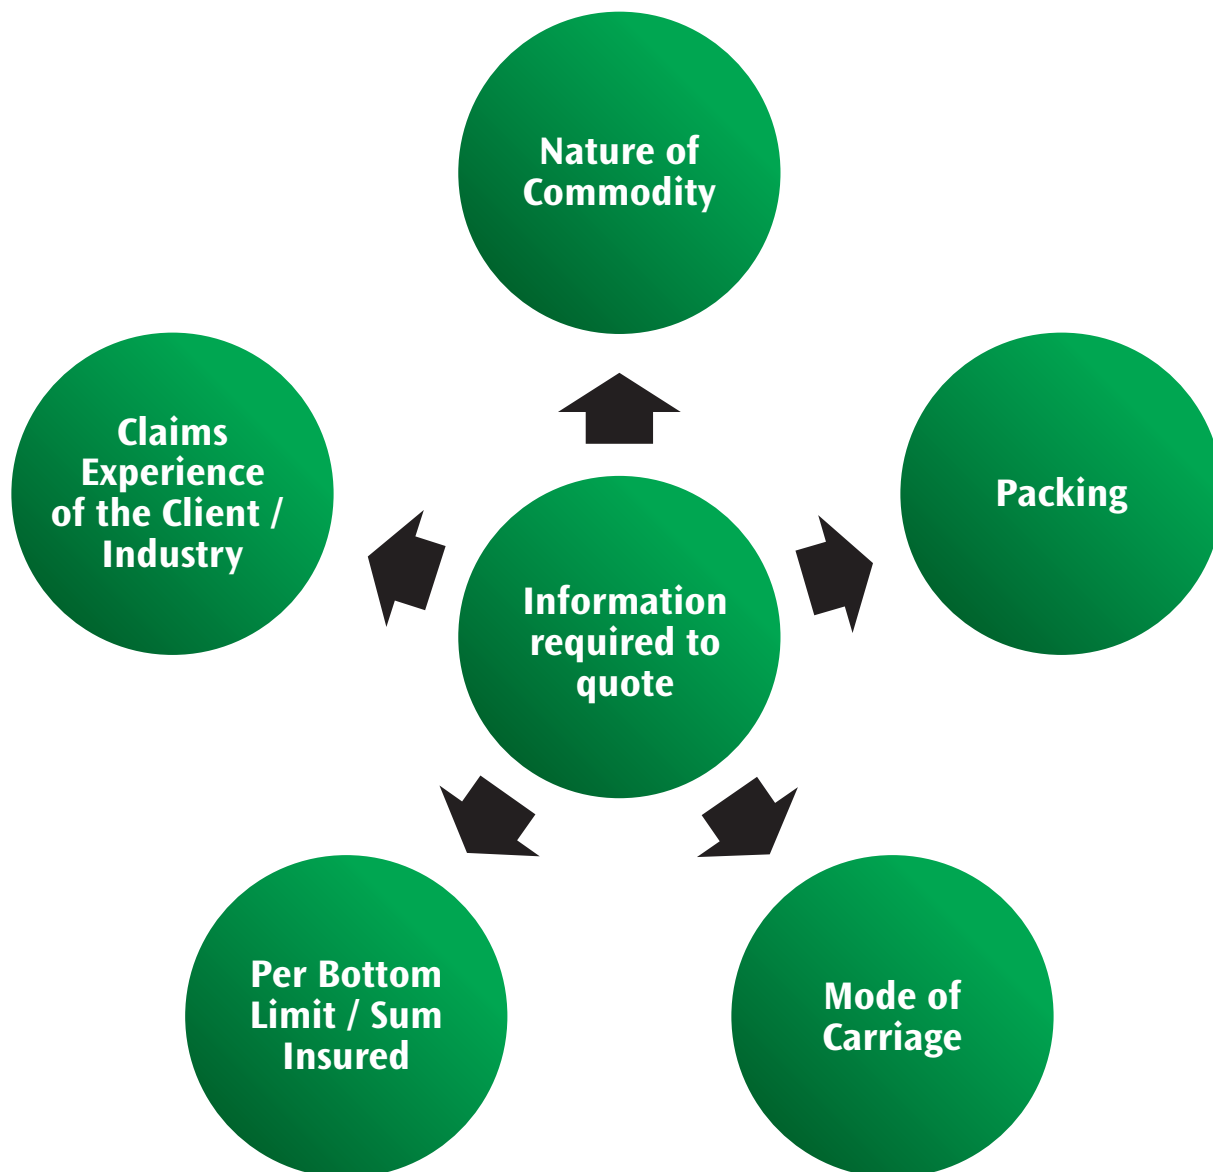 Nature of
Commodity
Claims
Experience
of the Client /
Industry
Packing
Information
required to
quote
Per Bottom
Limit / Sum
Insured
Mode of
Carriage